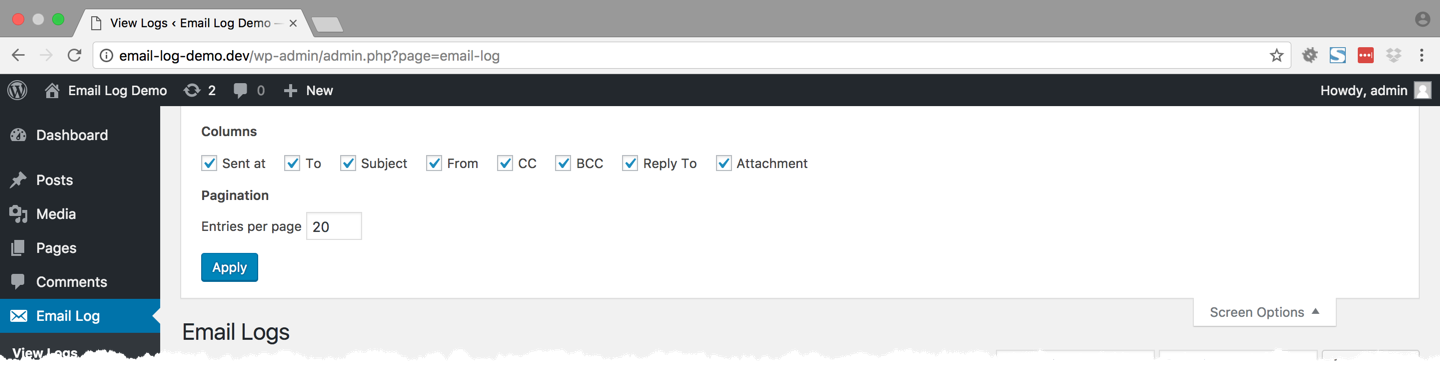 View Logs ‹ Email Log Demo —
email-log-demo.dev/wp-admin/admin.php?page=email-log
Email Log Demo 2 0 New Howdy, admin
Dashboard
Posts
Media
Pages
Comments
Email Log
View Logs
Columns
Sent at To Subject From CC BCC Reply To Attachment
Pagination
Entries per page 20
Apply
Screen Options
Email Logs